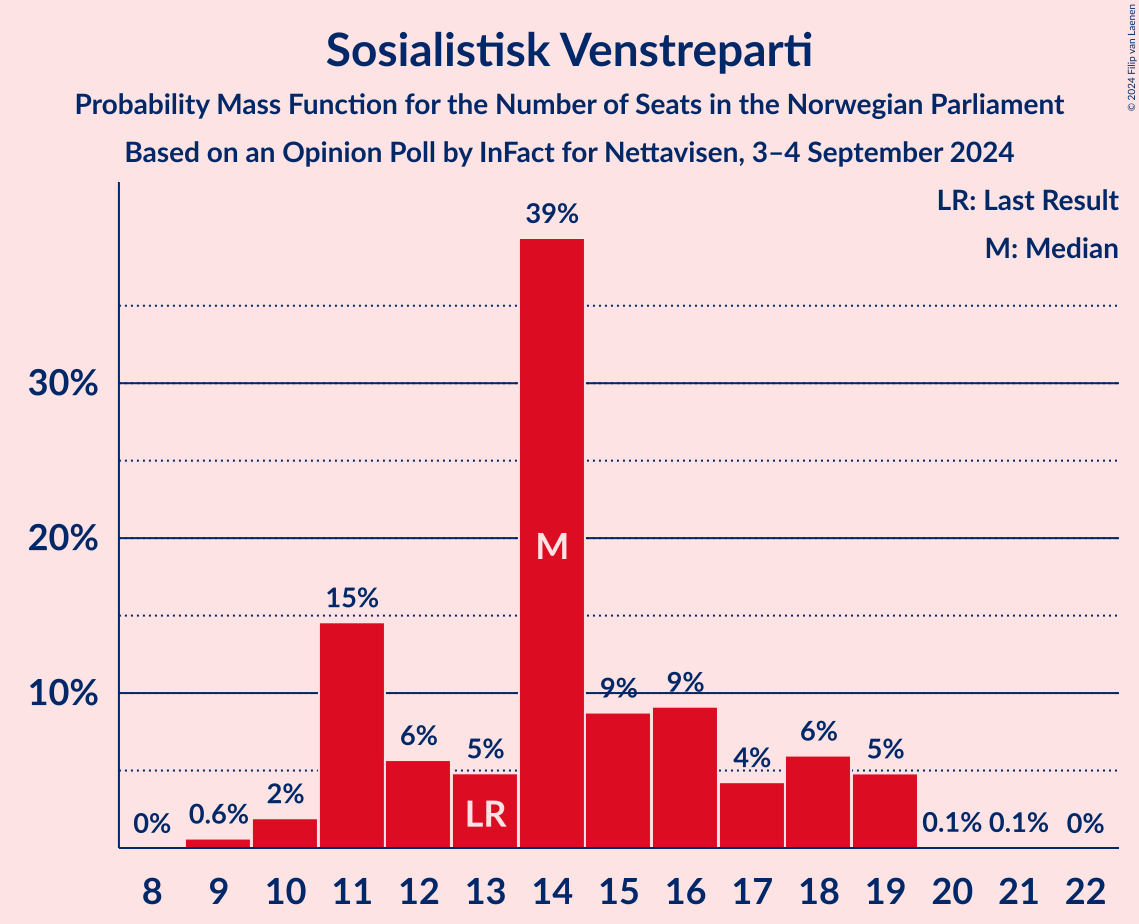 Sosialistisk Venstreparti
Probability Mass Function for the Number of Seats in the Norwegian Parliament
Based on an Opinion Poll by InFact for Nettavisen, 3–4 September 2024
© 2024 Filip van Laenen
LR: Last Result
M: Median
39%
30%
20%
M
15%
10%
9%
9%
6%
5%
4%
6%
5%
0%
0.6%
2%
LR
0.1%
0.1%
0%
8 9 10 11 12 13 14 15 16 17 18 19 20 21 22